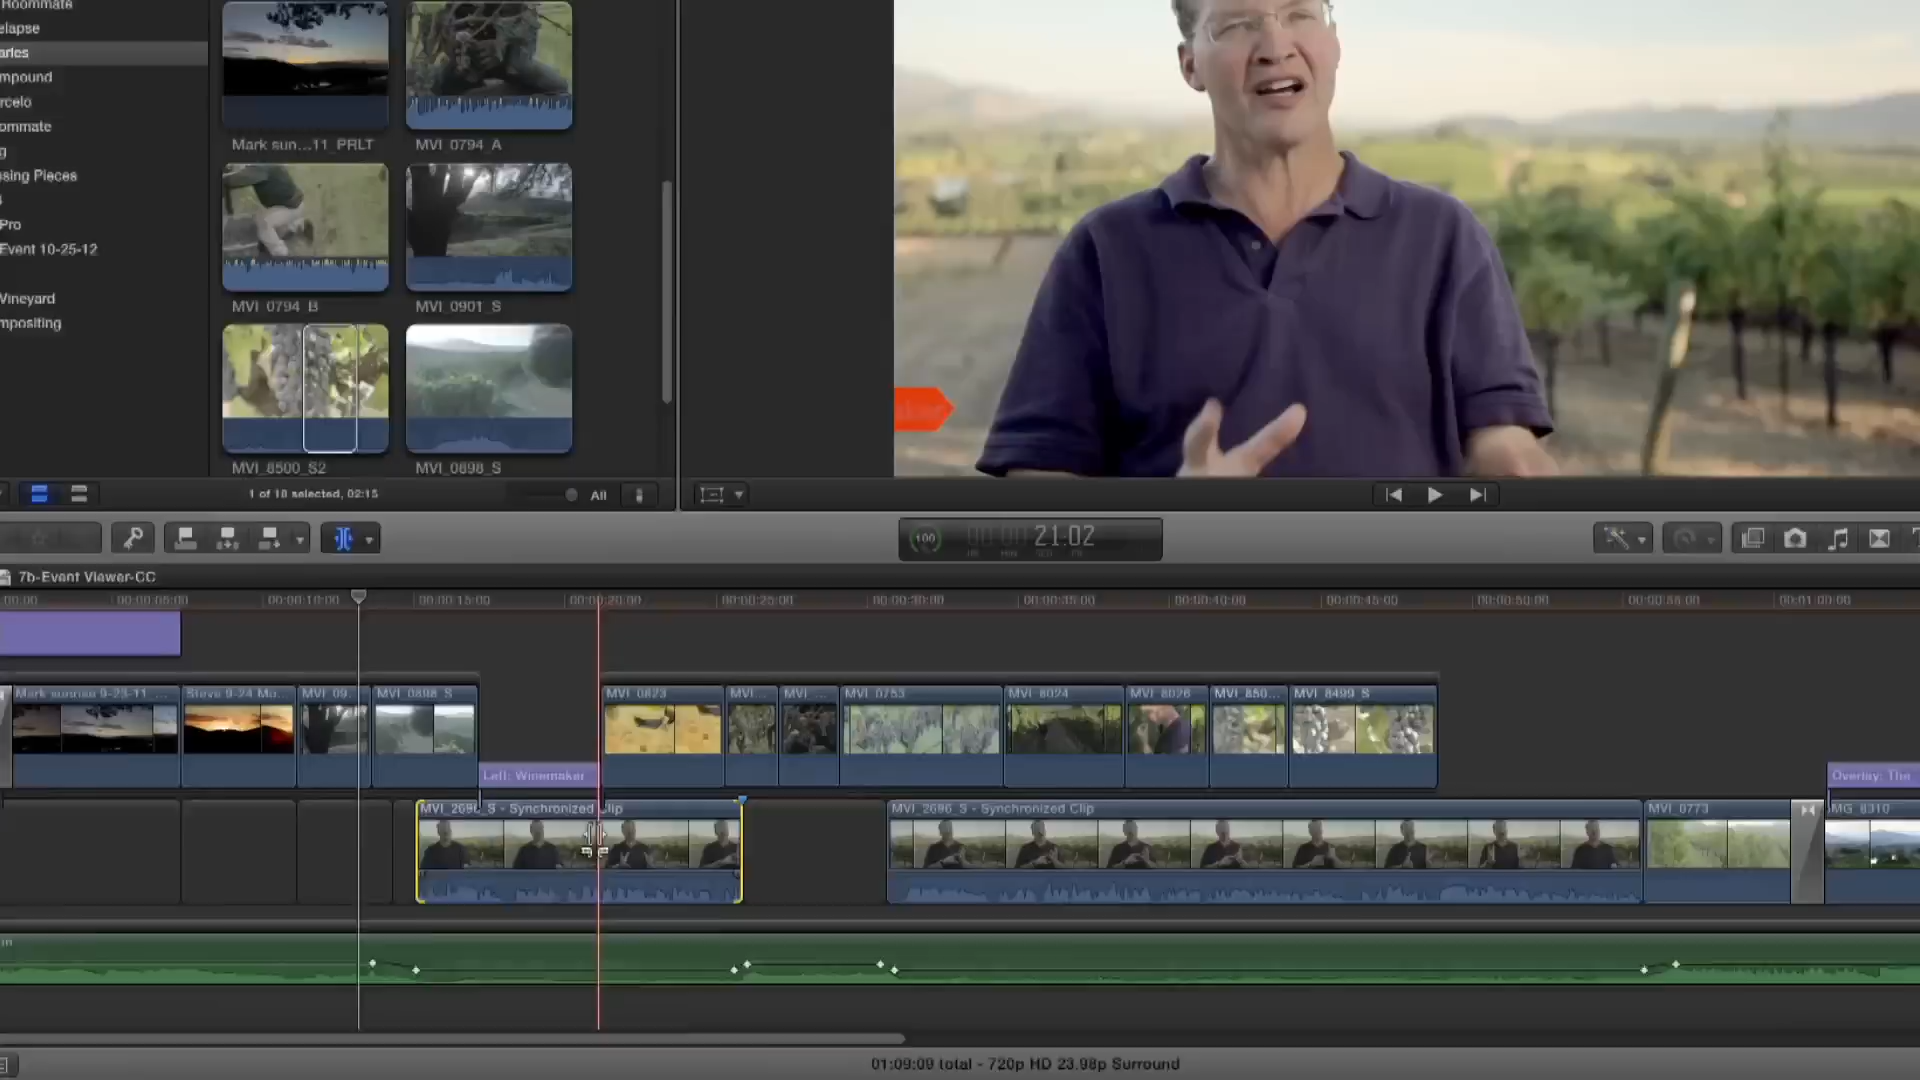 Roommate
elapse
aries
mpound
rcelo
ommate
g
sing Pieces
Pro
Event 10-25-12
Vineyard
mpositing
Mark sun...11_PRLT
MVI_0794_A
MVI_0794_B
MVI_0901_S
MVI_8500_S2
MVI_0898_S
1 of 18 selected, 02:15
All
100
00:00:21:02
7b-Event Viewer-CC
00:00 00:00:05:00 00:00:10:00 00:00:15:00 00:00:20:00 00:00:25:00 00:00:30:00 00:00:35:00 00:00:40:00 00:00:45:00 00:00:50:00 00:00:55:00 00:01:00:00
Mark sunrise 9-23-11_... Steve 9-24 Mo... MVI_09... MVI_0898_S MVI_0823 MVI_... MVI_... MVI_0753 MVI_8024 MVI_8026 MVI_850... MVI_8499_S
Left: Winemaker
Overlay: The
MVI_2696_S - Synchronized Clip
MVI_2696_S - Synchronized Clip
MVI_0773
MG_8310
in
01:09:09 total - 720p HD 23.98p Surround